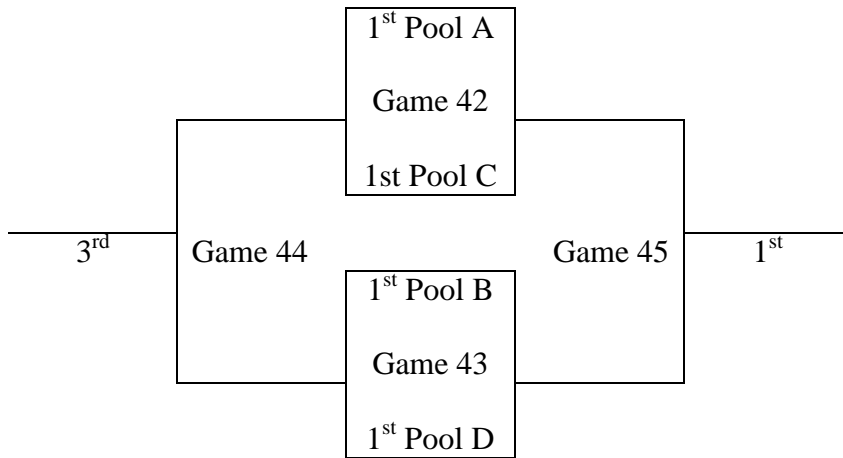 1st Pool A
Game 42
1st Pool C
3rd
Game 44
Game 45
1st
1st Pool B
Game 43
1st Pool D